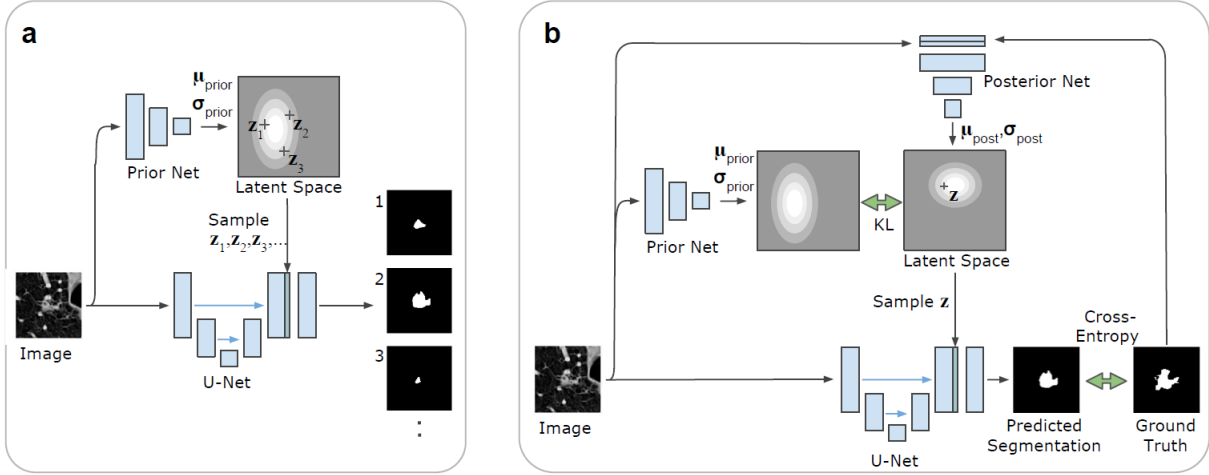 a
μprior
σprior
z1
z2
z3
Prior Net
Latent Space
Sample
z1,z2,z3,...
1
2
3
Image
U-Net
⋮
b
Posterior Net
μpost,σpost
μprior
σprior
z
KL
Prior Net
Latent Space
Sample z
Cross-
Entropy
Image
U-Net
Predicted
Segmentation
Ground
Truth